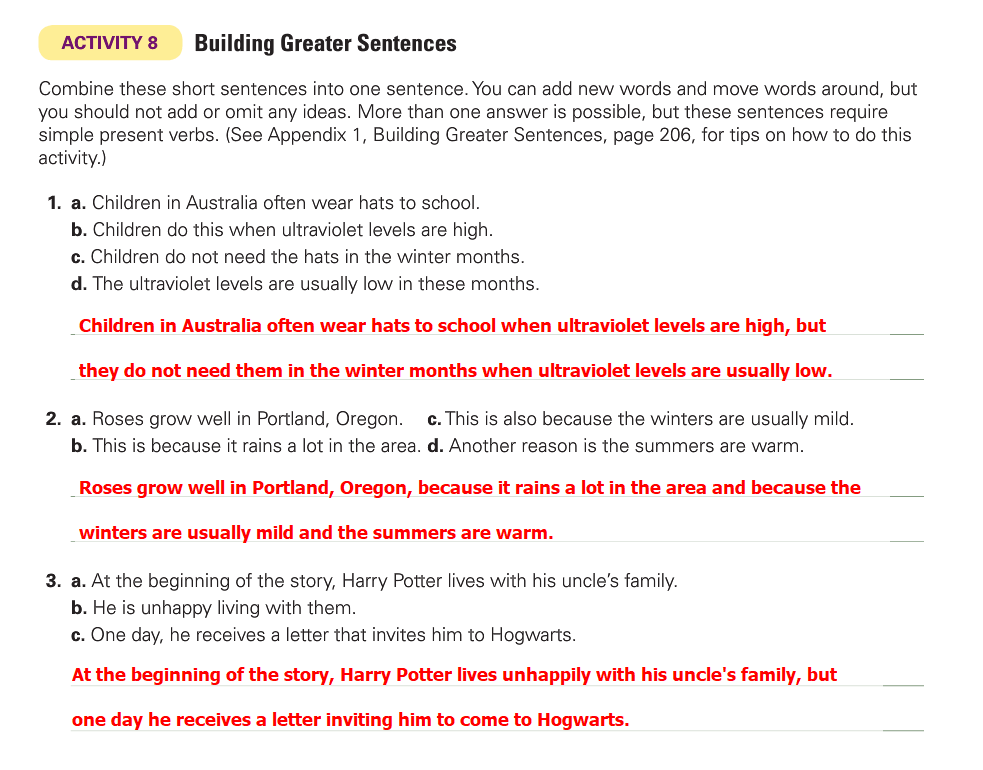 ACTIVITY 8 Building Greater Sentences
Combine these short sentences into one sentence. You can add new words and move words around, but
you should not add or omit any ideas. More than one answer is possible, but these sentences require
simple present verbs. (See Appendix 1, Building Greater Sentences, page 206, for tips on how to do this
activity.)
1. a. Children in Australia often wear hats to school.
b. Children do this when ultraviolet levels are high.
c. Children do not need the hats in the winter months.
d. The ultraviolet levels are usually low in these months.
Children in Australia often wear hats to school when ultraviolet levels are high, but
they do not need them in the winter months when ultraviolet levels are usually low.
2. a. Roses grow well in Portland, Oregon. c. This is also because the winters are usually mild.
b. This is because it rains a lot in the area. d. Another reason is the summers are warm.
Roses grow well in Portland, Oregon, because it rains a lot in the area and because the
winters are usually mild and the summers are warm.
3. a. At the beginning of the story, Harry Potter lives with his uncle's family.
b. He is unhappy living with them.
c. One day, he receives a letter that invites him to Hogwarts.
At the beginning of the story, Harry Potter lives unhappily with his uncle's family, but
one day he receives a letter inviting him to come to Hogwarts.